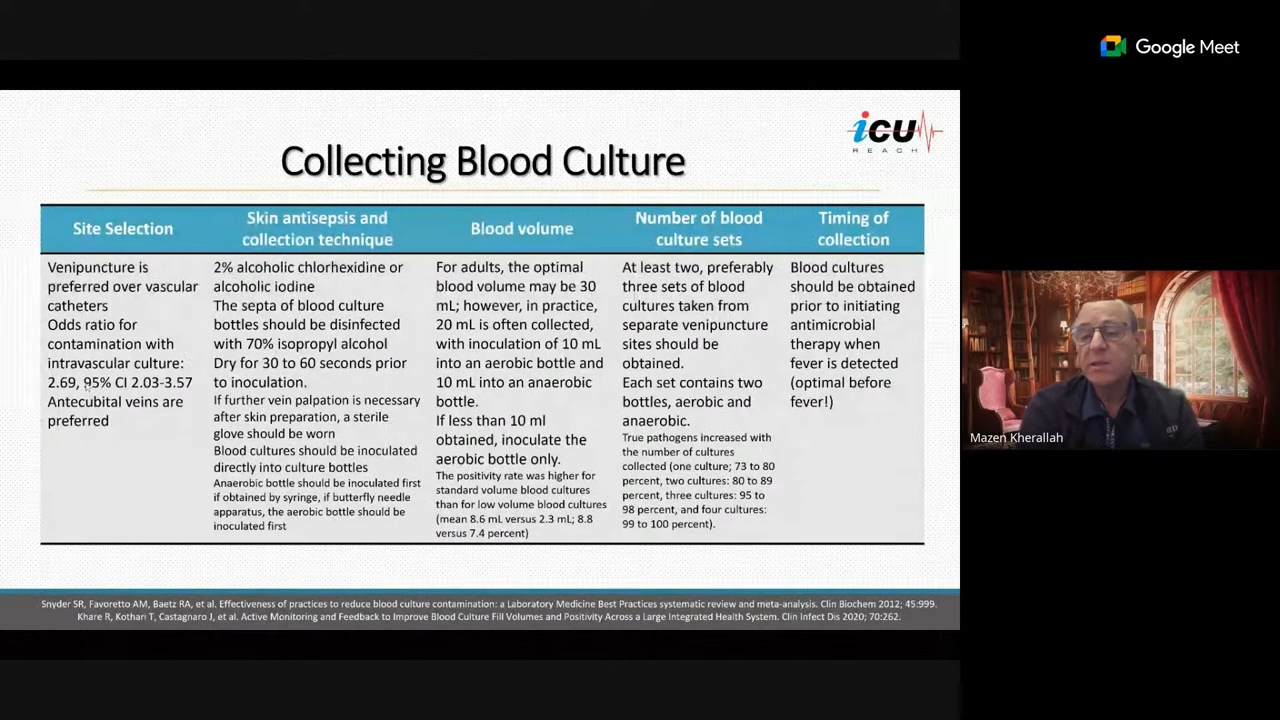 Google Meet
icu
REACH
Collecting Blood Culture
Site Selection
Skin antisepsis and
collection technique
Blood volume
Number of blood
culture sets
Timing of
collection
Venipuncture is
preferred over vascular
catheters
Odds ratio for
contamination with
intravascular culture:
2.69, 95% CI 2.03-3.57
Antecubital veins are
preferred
2% alcoholic chlorhexidine or
alcoholic iodine
The septa of blood culture
bottles should be disinfected
with 70% isopropyl alcohol
Dry for 30 to 60 seconds prior
to inoculation.
If further vein palpation is necessary
after skin preparation, a sterile
glove should be worn
Blood cultures should be inoculated
directly into culture bottles
Anaerobic bottle should be inoculated first
if obtained by syringe, if butterfly needle
apparatus, the aerobic bottle should be
inoculated first
For adults, the optimal
blood volume may be 30
mL; however, in practice,
20 mL is often collected,
with inoculation of 10 mL
into an aerobic bottle and
10 mL into an anaerobic
bottle.
If less than 10 ml
obtained, inoculate the
aerobic bottle only.
The positivity rate was higher for
standard volume blood cultures
than for low volume blood cultures
(mean 8.6 mL versus 2.3 mL; 8.8
versus 7.4 percent)
At least two, preferably
three sets of blood
cultures taken from
separate venipuncture
sites should be
obtained.
Each set contains two
bottles, aerobic and
anaerobic.
True pathogens increased with
the number of cultures
collected (one culture; 73 to 80
percent, two cultures: 80 to 89
percent, three cultures: 95 to
98 percent, and four cultures:
99 to 100 percent).
Blood cultures
should be obtained
prior to initiating
antimicrobial
therapy when
fever is detected
(optimal before
fever!)
Snyder SR, Favoretto AM, Baetz RA, et al. Effectiveness of practices to reduce blood culture contamination: a Laboratory Medicine Best Practices systematic review and meta-analysis. Clin Biochem 2012; 45:999.
Khare R, Kothari T, Castagnaro J, et al. Active Monitoring and Feedback to Improve Blood Culture Fill Volumes and Positivity Across a Large Integrated Health System. Clin Infect Dis 2020; 70:262.
Mazen Kherallah